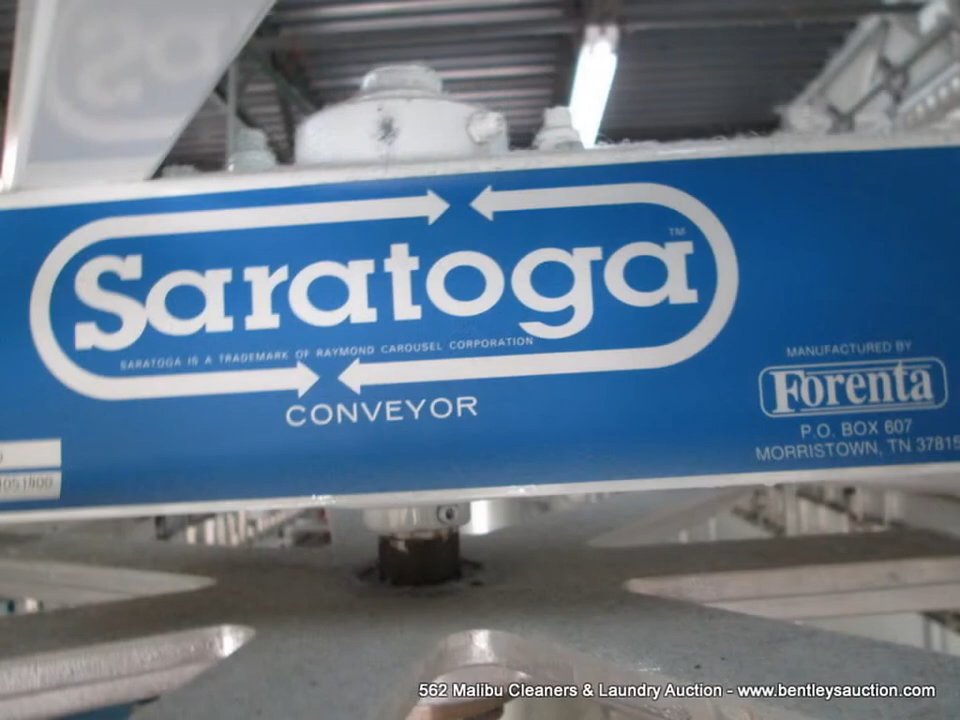 Saratoga TM
SARATOGA IS A TRADEMARK OF RAYMOND CAROUSEL CORPORATION
CONVEYOR
MANUFACTURED BY
Forenta
P.O. BOX 607
MORRISTOWN, TN 37815
562 Malibu Cleaners & Laundry Auction - www.bentleysauction.com